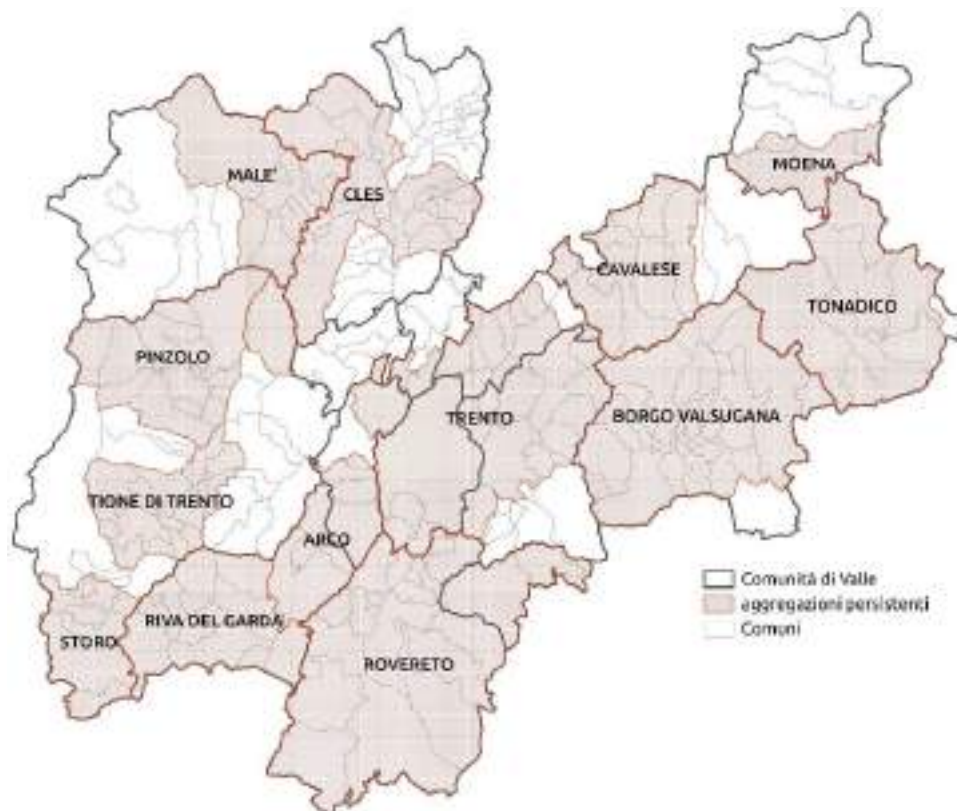 MOENA
MALE'
CLES
CAVALESE
TONADICO
PINZOLO
TRENTO
BORGO VALSUGANA
TIONE DI TRENTO
ARCO
RIVA DEL GARDA
STORO
ROVERETO
Comunità di Valle
aggregazioni persistenti
Comuni